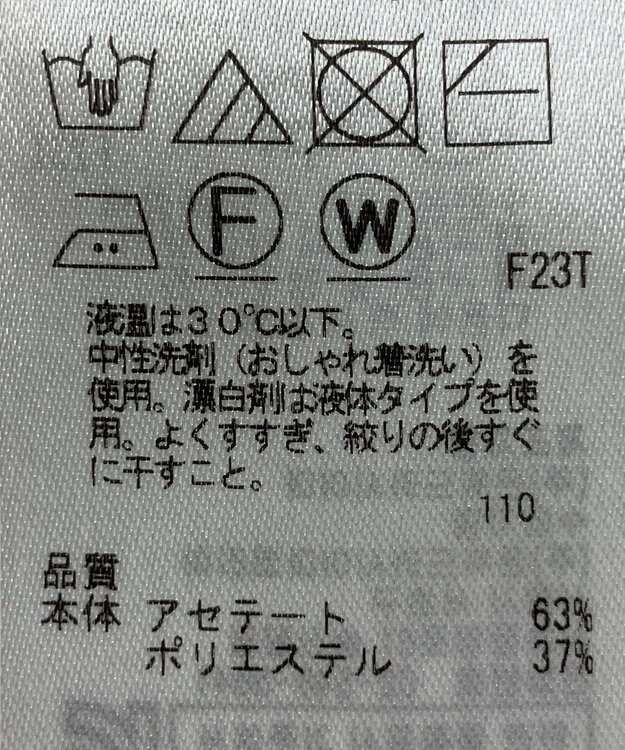 F W
F23T
液温は30℃以下。
中性洗剤（おしゃれ着洗い）を
使用。漂白剤は液体タイプを使
用。よくすすぎ、絞りの後すぐ
に干すこと。
110
品質
本体 アセテート 63%
ポリエステル 37%